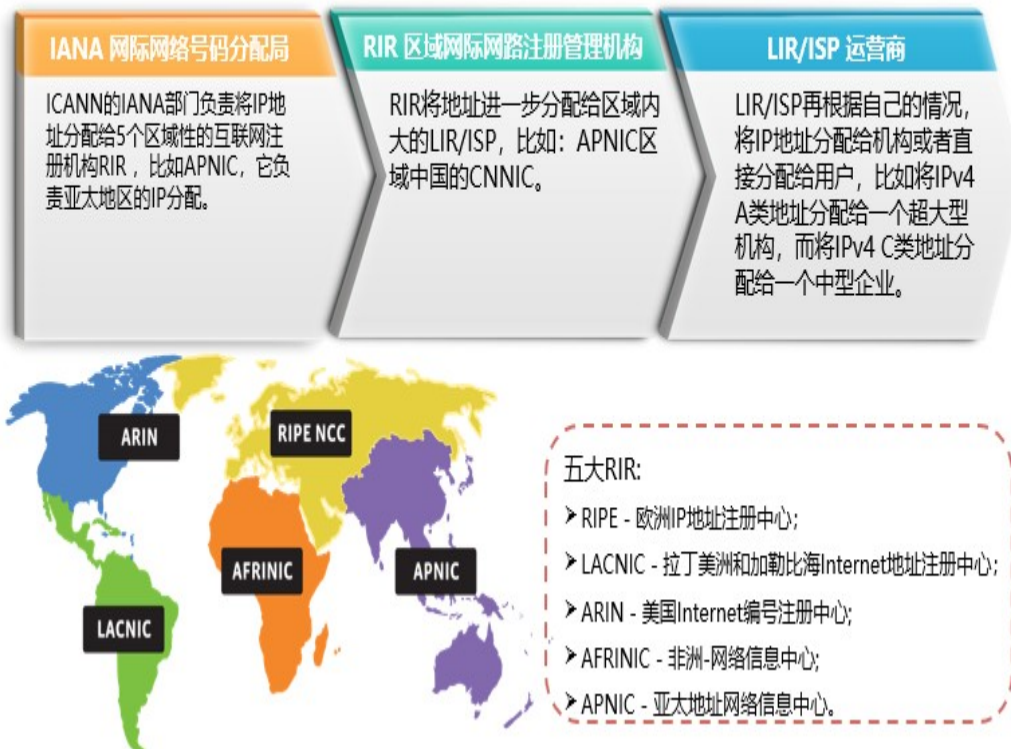 IANA 网际网络号码分配局
ICANN的IANA部门负责将IP地
址分配给5个区域性的互联网注
册机构RIR ，比如APNIC，它负
责亚太地区的IP分配。
RIR 区域网际网路注册管理机构
RIR将地址进一步分配给区域内
大的LIR/ISP，比如：APNIC区
域中国的CNNIC。
LIR/ISP 运营商
LIR/ISP再根据自己的情况，
将IP地址分配给机构或者直
接分配给用户，比如将IPv4
A类地址分配给一个超大型
机构，而将IPv4 C类地址分
配给一个中型企业。
ARIN
RIPE NCC
AFRINIC
APNIC
LACNIC
五大RIR:
➢ RIPE - 欧洲IP地址注册中心;
➢ LACNIC - 拉丁美洲和加勒比海Internet地址注册中心;
➢ ARIN - 美国Internet编号注册中心;
➢ AFRINIC - 非洲-网络信息中心;
➢ APNIC - 亚太地址网络信息中心。